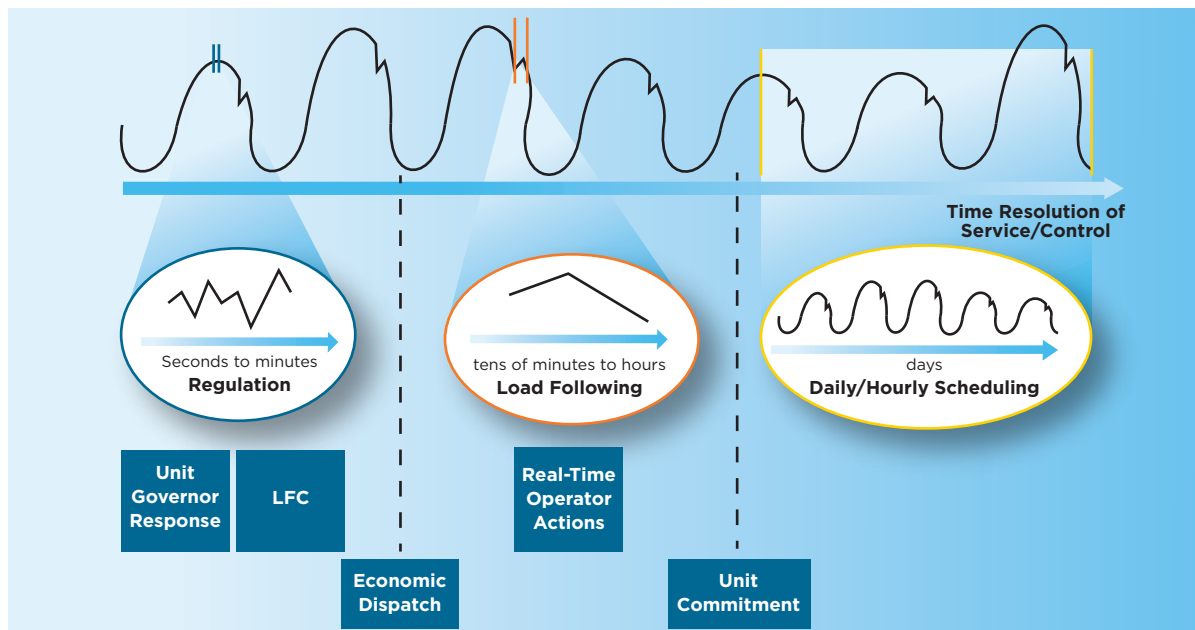 Time Resolution of
Service/Control
Seconds to minutes
Regulation
tens of minutes to hours
Load Following
days
Daily/Hourly Scheduling
Unit
Governor
Response
LFC
Real-Time
Operator
Actions
Economic
Dispatch
Unit
Commitment